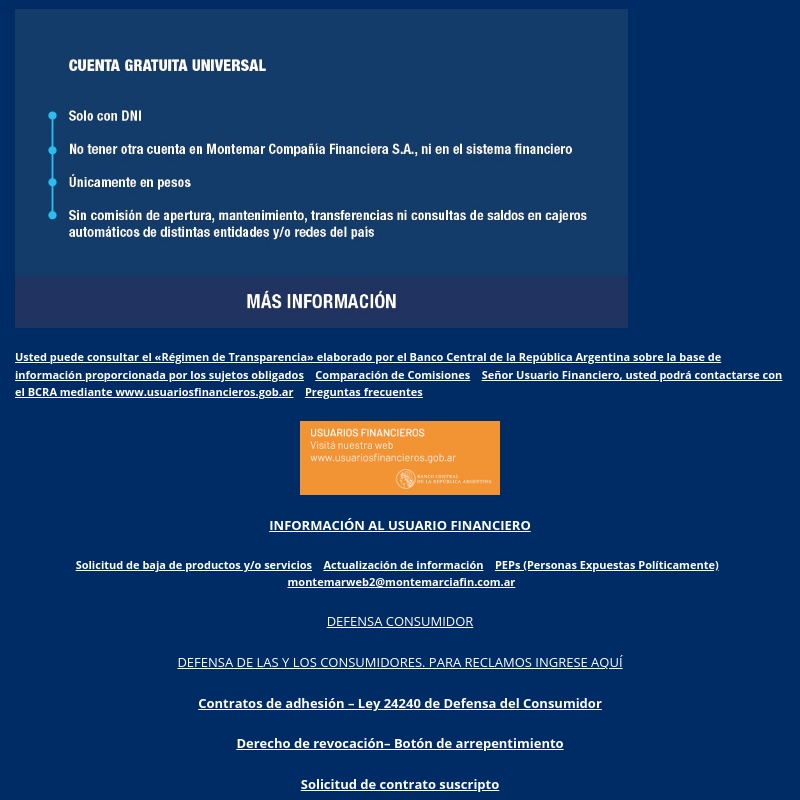 CUENTA GRATUITA UNIVERSAL
Solo con DNI
No tener otra cuenta en Montemar Compañía Financiera S.A., ni en el sistema financiero
Únicamente en pesos
Sin comisión de apertura, mantenimiento, transferencias ni consultas de saldos en cajeros
automáticos de distintas entidades y/o redes del país
MÁS INFORMACIÓN
Usted puede consultar el «Régimen de Transparencia» elaborado por el Banco Central de la República Argentina sobre la base de
información proporcionada por los sujetos obligados Comparación de Comisiones Señor Usuario Financiero, usted podrá contactarse con
el BCRA mediante www.usuariosfinancieros.gob.ar Preguntas frecuentes
USUARIOS FINANCIEROS
Visitá nuestra web
www.usuariosfinancieros.gob.ar
BANCO CENTRAL
DE LA REPÚBLICA ARGENTINA
INFORMACIÓN AL USUARIO FINANCIERO
Solicitud de baja de productos y/o servicios Actualización de información PEPs (Personas Expuestas Políticamente)
montemarweb2@montemarciafin.com.ar
DEFENSA CONSUMIDOR
DEFENSA DE LAS Y LOS CONSUMIDORES. PARA RECLAMOS INGRESE AQUÍ
Contratos de adhesión – Ley 24240 de Defensa del Consumidor
Derecho de revocación– Botón de arrepentimiento
Solicitud de contrato suscripto